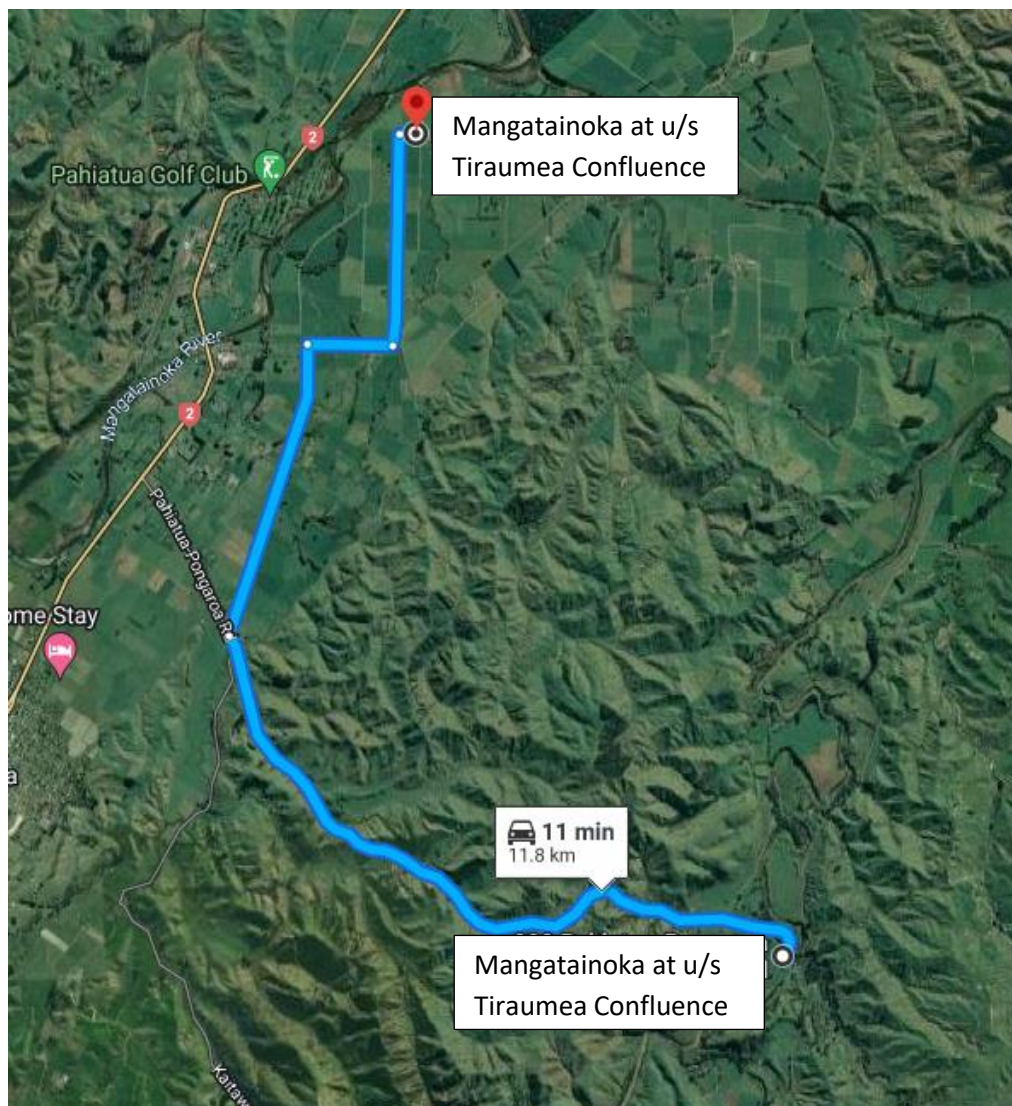 2
Mangatainoka at u/s
Tiraumea Confluence
Pahiatua Golf Club
Mangatainoka River
2
Pahiatua-Pongaroa R
ome Stay
a
11 min
11.8 km
Mangatainoka at u/s
Tiraumea Confluence
Kaitaw